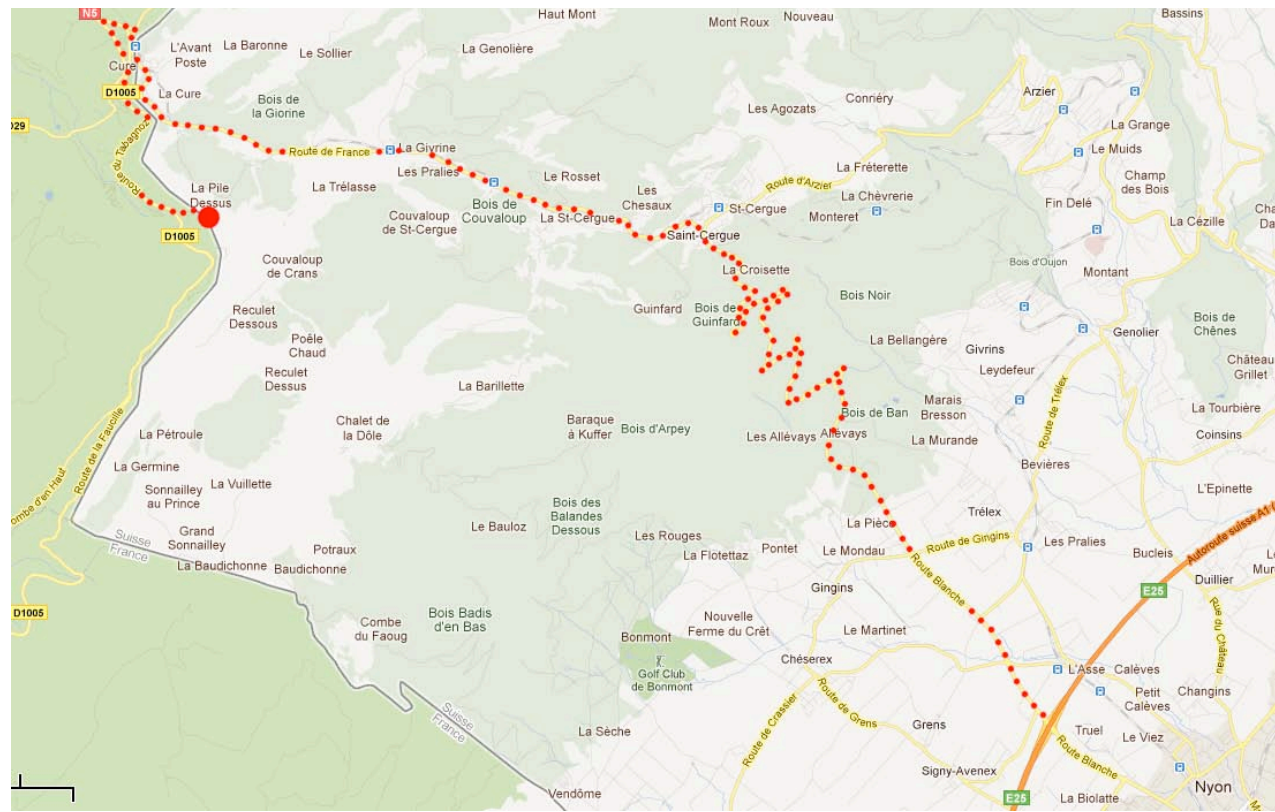 N5
Haut Mont
Mont Roux
Nouveau
Bassins
L'Avant
Poste
La Baronne
Le Sollier
La Genolière
Cure
La Cure
D1005
Bois de
la Giorine
Les Agozats
Conriéry
Arzier
La Grange
Le Muids
D29
Route de France
La Givrine
Les Pralies
La Trélasse
Le Rosset
La Fréterette
Route d'Arzier
La Chèvrerie
Champ
des Bois
Route du Tabagnoz
La Pile
Dessus
D1005
Couvaloup
de St-Cergue
Bois de
Couvaloup
La St-Cergue
Les
Chesaux
Saint-Cergue
St-Cergue
Monteret
Fin Delé
La Cézille
Couvaloup
de Crans
La Croisette
Bois d'Oujon
Montant
Reculet
Dessous
Guinfard
Bois de
Guinfard
Bois Noir
Genolier
Bois de
Chênes
Poêle
Chaud
La Bellangère
Givrins
Leydefeur
Château
Grillet
Reculet
Dessus
La Barillette
Route de Trélex
Chalet de
la Dôle
Baraque
à Kuffer
Bois d'Arpey
Bois de Ban
Marais
Bresson
La Tourbière
La Pétroule
Les Allévays
Allévays
La Murande
Coinsins
La Germine
Route de la Faucille
Bevières
Combe d'en Haut
Sonnailley
au Prince
La Vuillette
L'Epinette
Le Bauloz
Bois des
Balandes
Dessous
La Pièce
Trélex
Suisse
France
Grand
Sonnailley
Les Rouges
Les Pralies
Autoroute suisse A1
La Baudichonne
Potraux
Baudichonne
La Flotettaz
Pontet
Le Mondau
Route de Gingins
Bucleis
Duillier
D1005
Gingins
Route Blanche
E25
Rue du Château
Combe
du Faoug
Bois Badis
d'en Bas
Bonmont
Nouvelle
Ferme du Crêt
Le Martinet
Golf Club
de Bonmont
Chéserex
L'Asse
Calèves
Petit
Calèves
Changins
Route de Crassier
Route de Grens
Suisse
France
La Sèche
Grens
Truel
Le Viez
Route Blanche
Signy-Avenex
Nyon
Vendôme
E25
La Biolatte